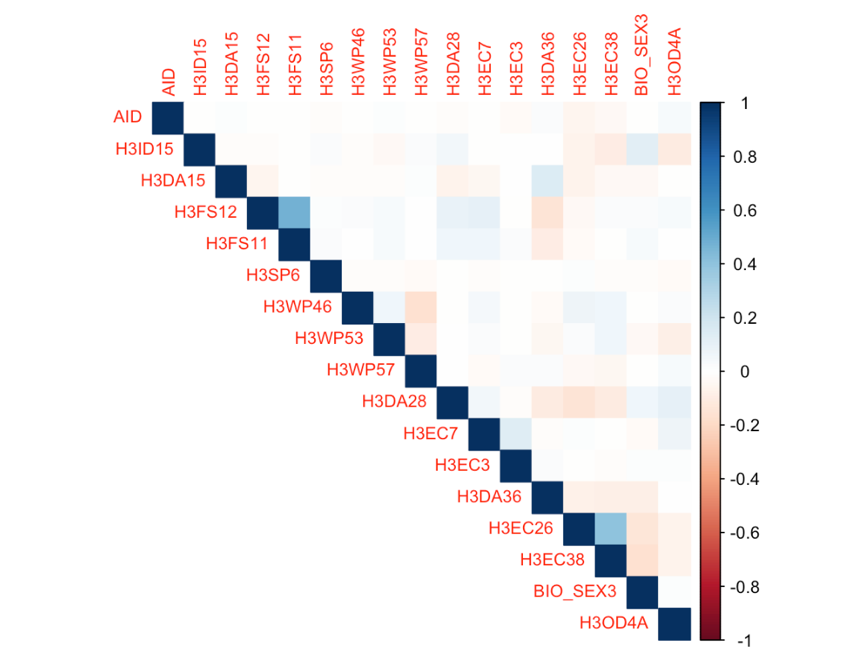 AID
H3ID15
H3DA15
H3FS12
H3FS11
H3SP6
H3WP46
H3WP53
H3WP57
H3DA28
H3EC7
H3EC3
H3DA36
H3EC26
H3EC38
BIO_SEX3
H3OD4A
AID
H3ID15
H3DA15
H3FS12
H3FS11
H3SP6
H3WP46
H3WP53
H3WP57
H3DA28
H3EC7
H3EC3
H3DA36
H3EC26
H3EC38
BIO_SEX3
H3OD4A
1
0.8
0.6
0.4
0.2
0
-0.2
-0.4
-0.6
-0.8
-1